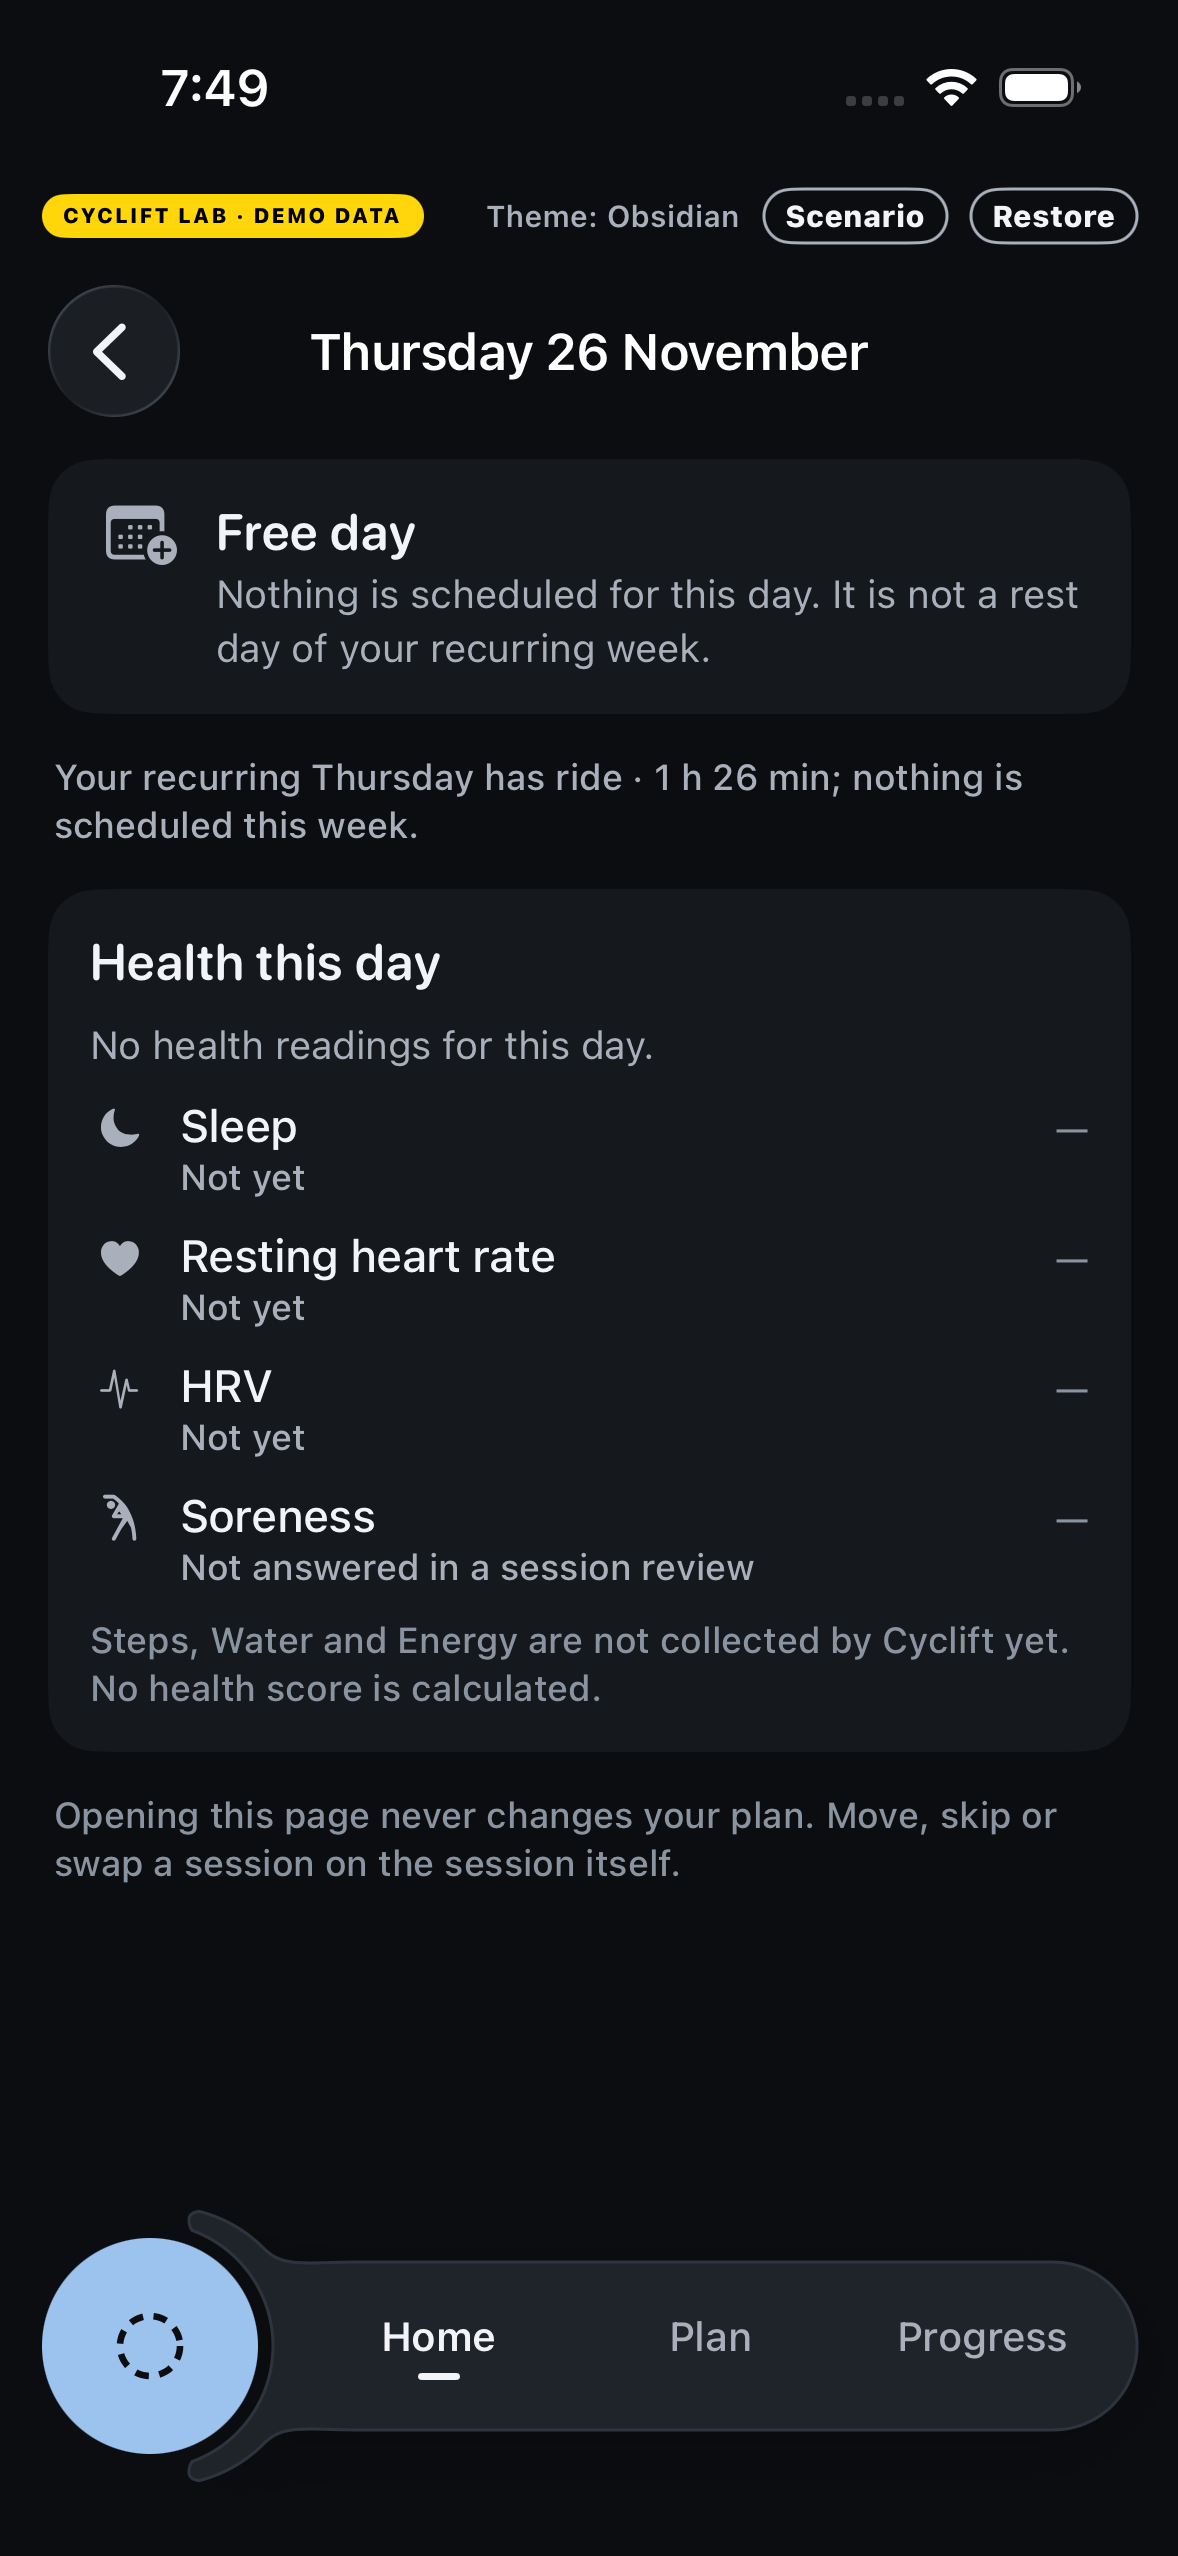 7:49
CYCLIFT LAB · DEMO DATA
Theme: Obsidian
Scenario
Restore
Thursday 26 November
Free day
Nothing is scheduled for this day. It is not a rest
day of your recurring week.
Your recurring Thursday has ride · 1 h 26 min; nothing is
scheduled this week.
Health this day
No health readings for this day.
Sleep
—
Not yet
Resting heart rate
—
Not yet
HRV
—
Not yet
Soreness
—
Not answered in a session review
Steps, Water and Energy are not collected by Cyclift yet.
No health score is calculated.
Opening this page never changes your plan. Move, skip or
swap a session on the session itself.
Home
Plan
Progress